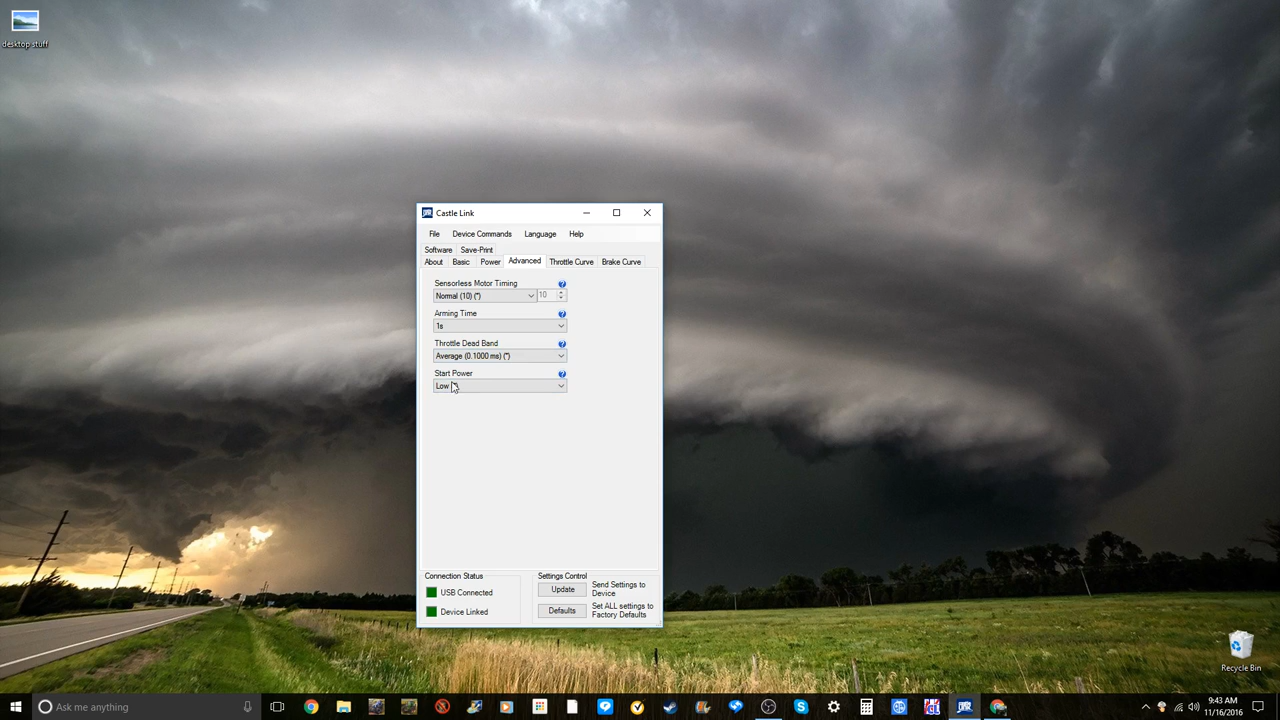 desktop stuff
Castle Link
File Device Commands Language Help
Software Save-Print
About Basic Power Advanced Throttle Curve Brake Curve
Sensorless Motor Timing
Normal (10) (*) 10
Arming Time
1s
Throttle Dead Band
Average (0.1000 ms) (*)
Start Power
Low
Connection Status
USB Connected
Device Linked
Settings Control
Update Send Settings to
Device
Defaults Set ALL settings to
Factory Defaults
Recycle Bin
Ask me anything
9:43 AM
11/16/2016